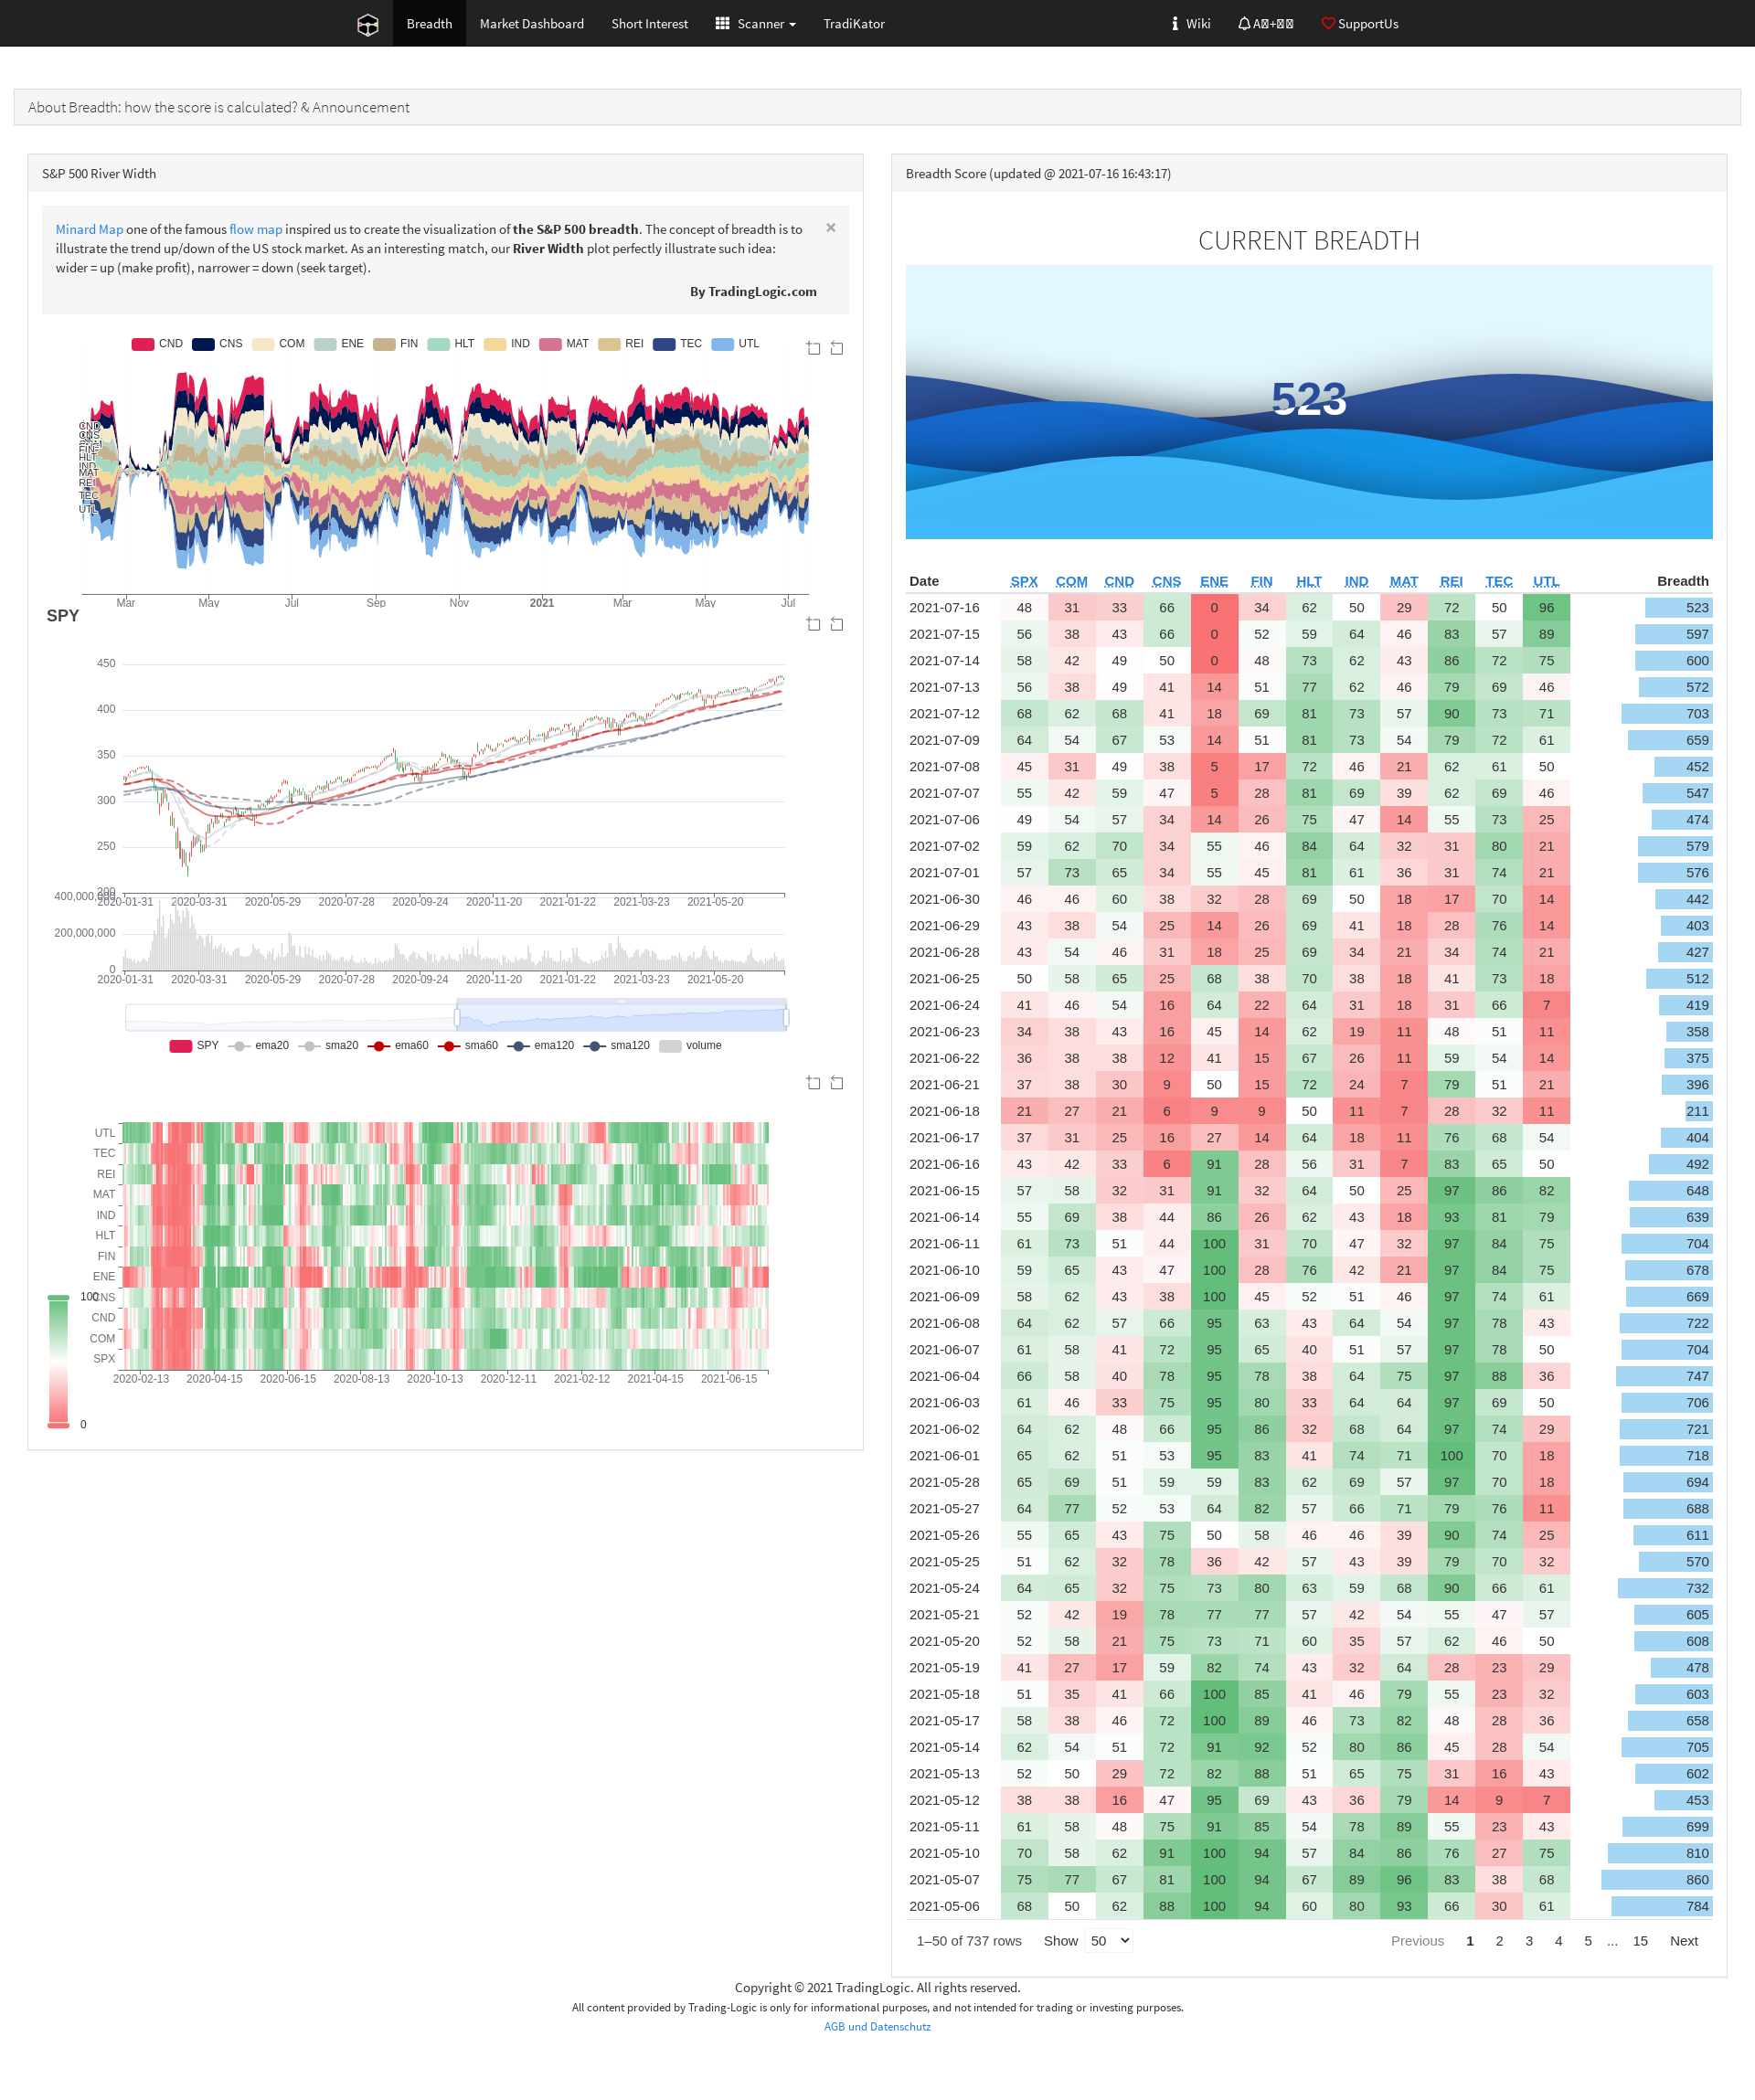 Breadth Market Dashboard Short Interest Scanner TradiKator Wiki SupportUs
About Breadth: how the score is calculated? & Announcement
S&P 500 River Width
Minard Map one of the famous flow map inspired us to create the visualization of the S&P 500 breadth. The concept of breadth is to
illustrate the trend up/down of the US stock market. As an interesting match, our River Width plot perfectly illustrate such idea:
wider = up (make profit), narrower = down (seek target).
×
By TradingLogic.com
CND CNS COM ENE FIN HLT IND MAT REI TEC UTL
CND
CNS
FIN
HLT
IND
MAT
REI
TEC
UTL
Mar May Jul Sep Nov 2021 Mar May Jul
SPY
450
400
350
300
250
200
2020-01-31 2020-03-31 2020-05-29 2020-07-28 2020-09-24 2020-11-20 2021-01-22 2021-03-23 2021-05-20
400,000,000
200,000,000
0
2020-01-31 2020-03-31 2020-05-29 2020-07-28 2020-09-24 2020-11-20 2021-01-22 2021-03-23 2021-05-20
SPY ema20 sma20 ema60 sma60 ema120 sma120 volume
UTL
TEC
REI
MAT
IND
HLT
FIN
ENE
CNS
CND
COM
SPX
2020-02-13 2020-04-15 2020-06-15 2020-08-13 2020-10-13 2020-12-11 2021-02-12 2021-04-15 2021-06-15
100
0
Breadth Score (updated @ 2021-07-16 16:43:17)
CURRENT BREADTH
523
Date SPX COM CND CNS ENE FIN HLT IND MAT REI TEC UTL Breadth
2021-07-16 48 31 33 66 0 34 62 50 29 72 50 96 523
2021-07-15 56 38 43 66 0 52 59 64 46 83 57 89 597
2021-07-14 58 42 49 50 0 48 73 62 43 86 72 75 600
2021-07-13 56 38 49 41 14 51 77 62 46 79 69 46 572
2021-07-12 68 62 68 41 18 69 81 73 57 90 73 71 703
2021-07-09 64 54 67 53 14 51 81 73 54 79 72 61 659
2021-07-08 45 31 49 38 5 17 72 46 21 62 61 50 452
2021-07-07 55 42 59 47 5 28 81 69 39 62 69 46 547
2021-07-06 49 54 57 34 14 26 75 47 14 55 73 25 474
2021-07-02 59 62 70 34 55 46 84 64 32 31 80 21 579
2021-07-01 57 73 65 34 55 45 81 61 36 31 74 21 576
2021-06-30 46 46 60 38 32 28 69 50 18 17 70 14 442
2021-06-29 43 38 54 25 14 26 69 41 18 28 76 14 403
2021-06-28 43 54 46 31 18 25 69 34 21 34 74 21 427
2021-06-25 50 58 65 25 68 38 70 38 18 41 73 18 512
2021-06-24 41 46 54 16 64 22 64 31 18 31 66 7 419
2021-06-23 34 38 43 16 45 14 62 19 11 48 51 11 358
2021-06-22 36 38 38 12 41 15 67 26 11 59 54 14 375
2021-06-21 37 38 30 9 50 15 72 24 7 79 51 21 396
2021-06-18 21 27 21 6 9 9 50 11 7 28 32 11 211
2021-06-17 37 31 25 16 27 14 64 18 11 76 68 54 404
2021-06-16 43 42 33 6 91 28 56 31 7 83 65 50 492
2021-06-15 57 58 32 31 91 32 64 50 25 97 86 82 648
2021-06-14 55 69 38 44 86 26 62 43 18 93 81 79 639
2021-06-11 61 73 51 44 100 31 70 47 32 97 84 75 704
2021-06-10 59 65 43 47 100 28 76 42 21 97 84 75 678
2021-06-09 58 62 43 38 100 45 52 51 46 97 74 61 669
2021-06-08 64 62 57 66 95 63 43 64 54 97 78 43 722
2021-06-07 61 58 41 72 95 65 40 51 57 97 78 50 704
2021-06-04 66 58 40 78 95 78 38 64 75 97 88 36 747
2021-06-03 61 46 33 75 95 80 33 64 64 97 69 50 706
2021-06-02 64 62 48 66 95 86 32 68 64 97 74 29 721
2021-06-01 65 62 51 53 95 83 41 74 71 100 70 18 718
2021-05-28 65 69 51 59 59 83 62 69 57 97 70 18 694
2021-05-27 64 77 52 53 64 82 57 66 71 79 76 11 688
2021-05-26 55 65 43 75 50 58 46 46 39 90 74 25 611
2021-05-25 51 62 32 78 36 42 57 43 39 79 70 32 570
2021-05-24 64 65 32 75 73 80 63 59 68 90 66 61 732
2021-05-21 52 42 19 78 77 77 57 42 54 55 47 57 605
2021-05-20 52 58 21 75 73 71 60 35 57 62 46 50 608
2021-05-19 41 27 17 59 82 74 43 32 64 28 23 29 478
2021-05-18 51 35 41 66 100 85 41 46 79 55 23 32 603
2021-05-17 58 38 46 72 100 89 46 73 82 48 28 36 658
2021-05-14 62 54 51 72 91 92 52 80 86 45 28 54 705
2021-05-13 52 50 29 72 82 88 51 65 75 31 16 43 602
2021-05-12 38 38 16 47 95 69 43 36 79 14 9 7 453
2021-05-11 61 58 48 75 91 85 54 78 89 55 23 43 699
2021-05-10 70 58 62 91 100 94 57 84 86 76 27 75 810
2021-05-07 75 77 67 81 100 94 67 89 96 83 38 68 860
2021-05-06 68 50 62 88 100 94 60 80 93 66 30 61 784
1–50 of 737 rows Show 50 Previous 1 2 3 4 5 ... 15 Next
Copyright © 2021 TradingLogic. All rights reserved.
All content provided by Trading-Logic is only for informational purposes, and not intended for trading or investing purposes.
AGB und Datenschutz